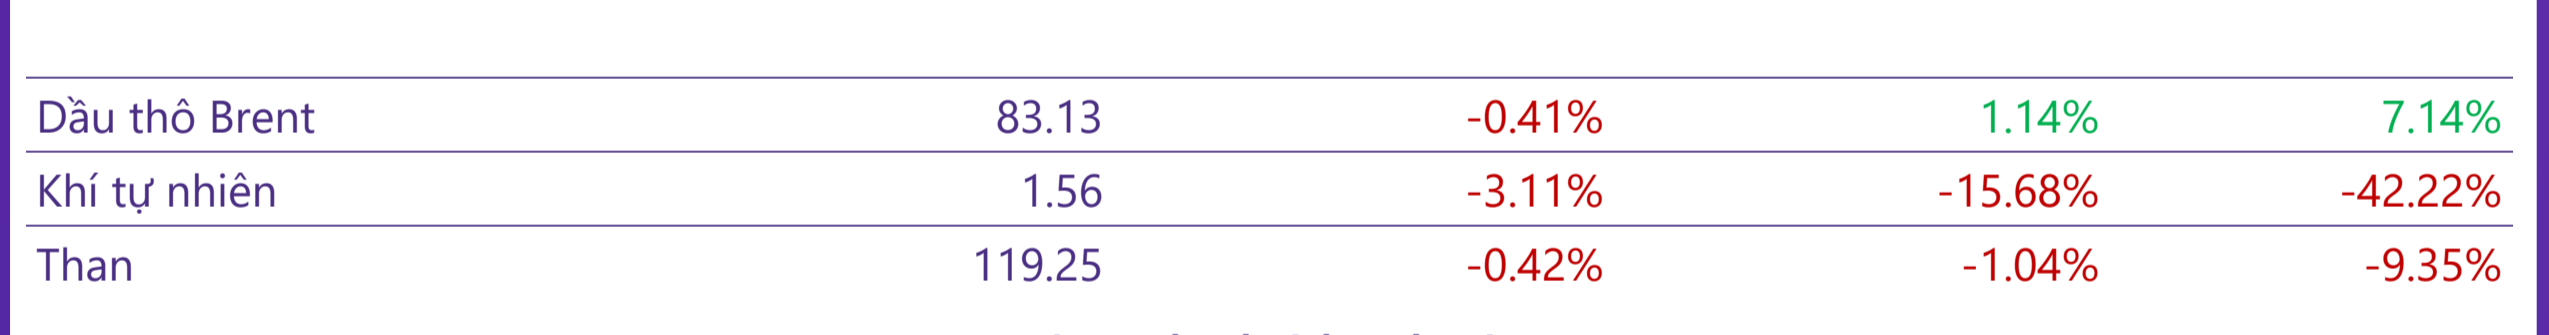 Dầu thô Brent 83.13 -0.41% 1.14% 7.14%
Khí tự nhiên 1.56 -3.11% -15.68% -42.22%
Than 119.25 -0.42% -1.04% -9.35%